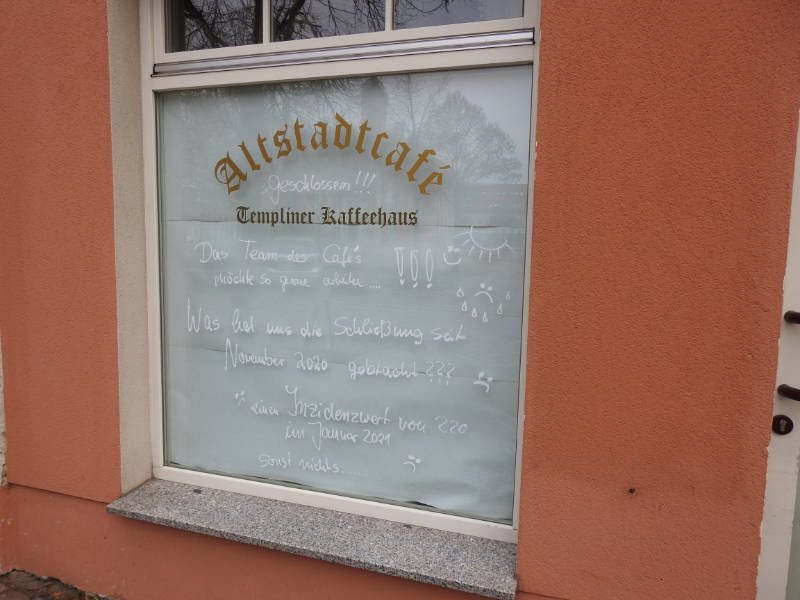 Altstadtcafé
geschlossen!!!
Templiner Kaffeehaus
Das Team des Cafés
möchte so gerne arbeiten .... !!!
Was hat uns die Schließung seit
November 2020 gebracht ???
einen Inzidenzwert von 220
im Januar 2021
sonst nichts.......